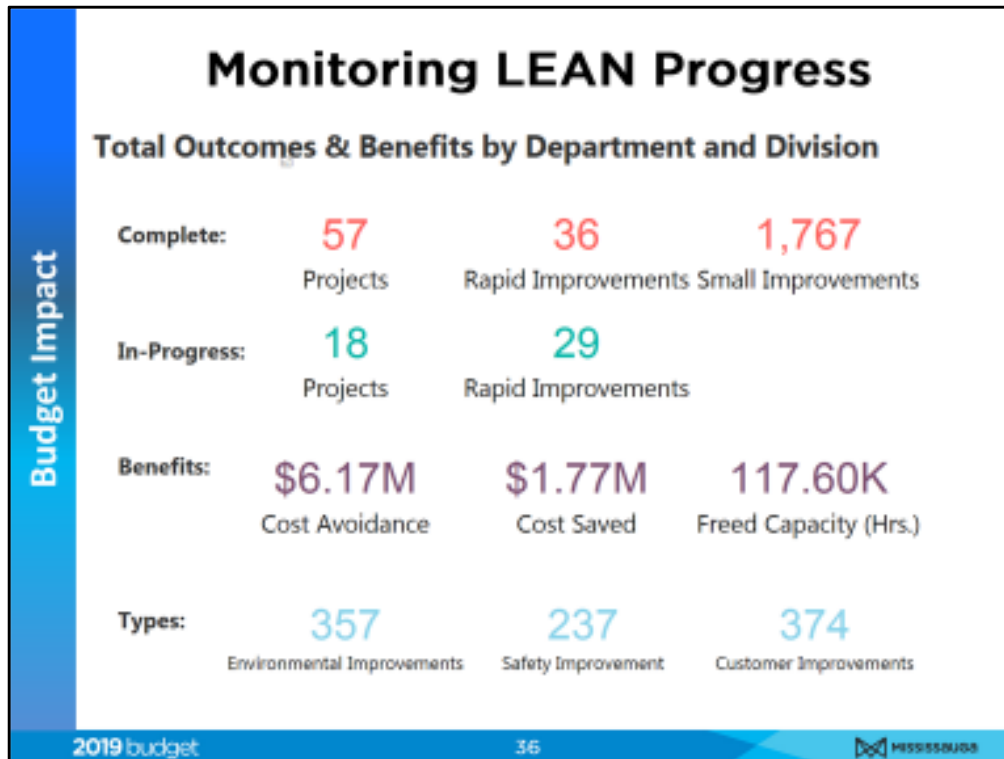 Monitoring LEAN Progress
Total Outcomes & Benefits by Department and Division
Budget Impact
Complete: 57 36 1,767
Projects Rapid Improvements Small Improvements
In-Progress: 18 29
Projects Rapid Improvements
Benefits: $6.17M $1.77M 117.60K
Cost Avoidance Cost Saved Freed Capacity (Hrs.)
Types: 357 237 374
Environmental Improvements Safety Improvement Customer Improvements
2019 budget 36 MISSISSAUGA